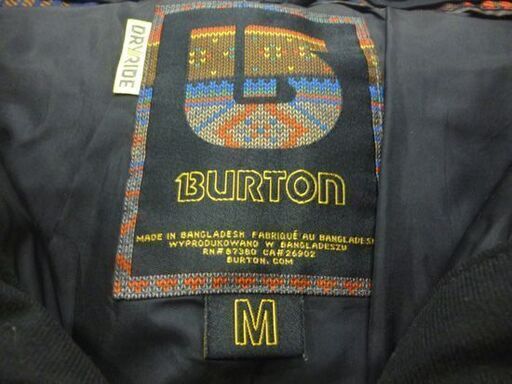 DRYRIDE
BURTON
MADE IN BANGLADESH FABRIQUÉ AU BANGLADESH
WYPRODUKOWANO W BANGLADESZU
RN# 87380 CA# 26902
BURTON.COM
M